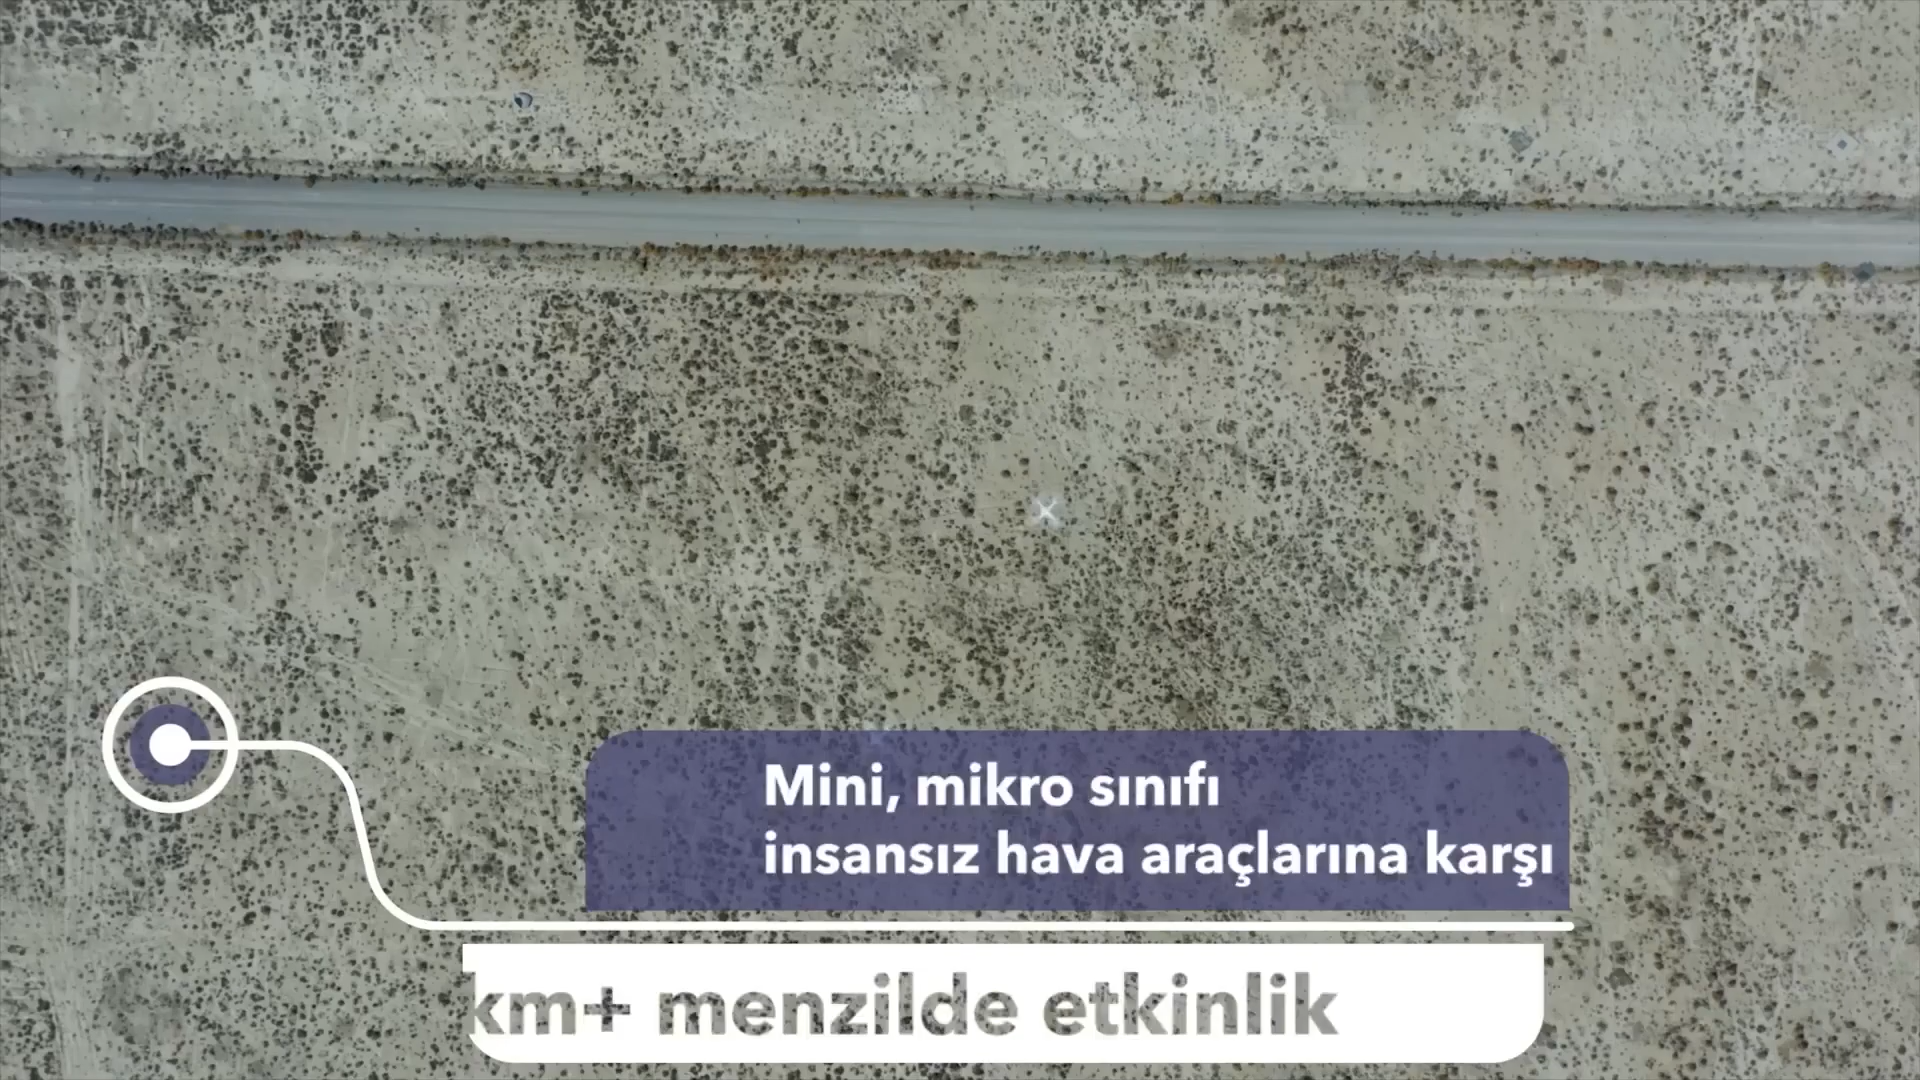 Mini, mikro sınıfı
insansız hava araçlarına karşı
km+ menzilde etkinlik